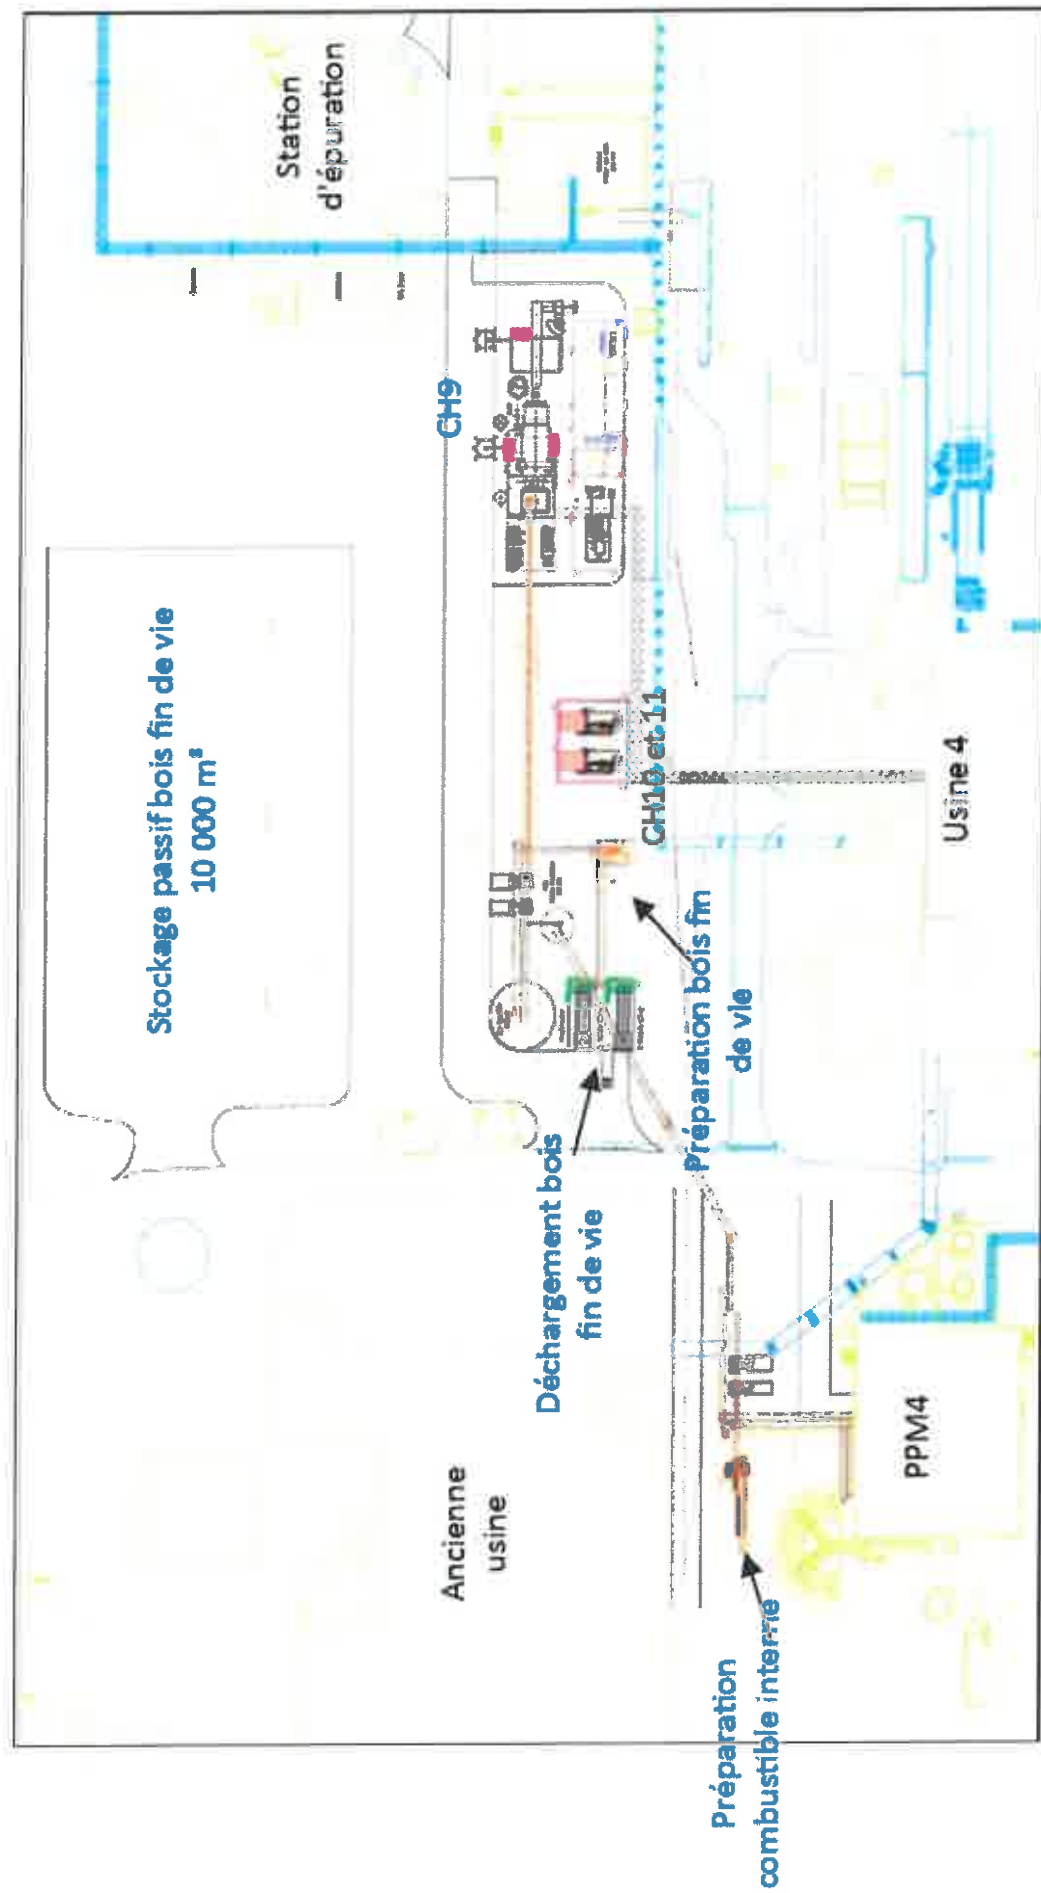 Station
d'épuration
CH9
Stockage passif bois fin de vie
10 000 m³
CH10 et 11
Usine 4
Préparation bois fin
de vie
Déchargement bois
fin de vie
Ancienne
usine
PPM4
Préparation
combustible interne